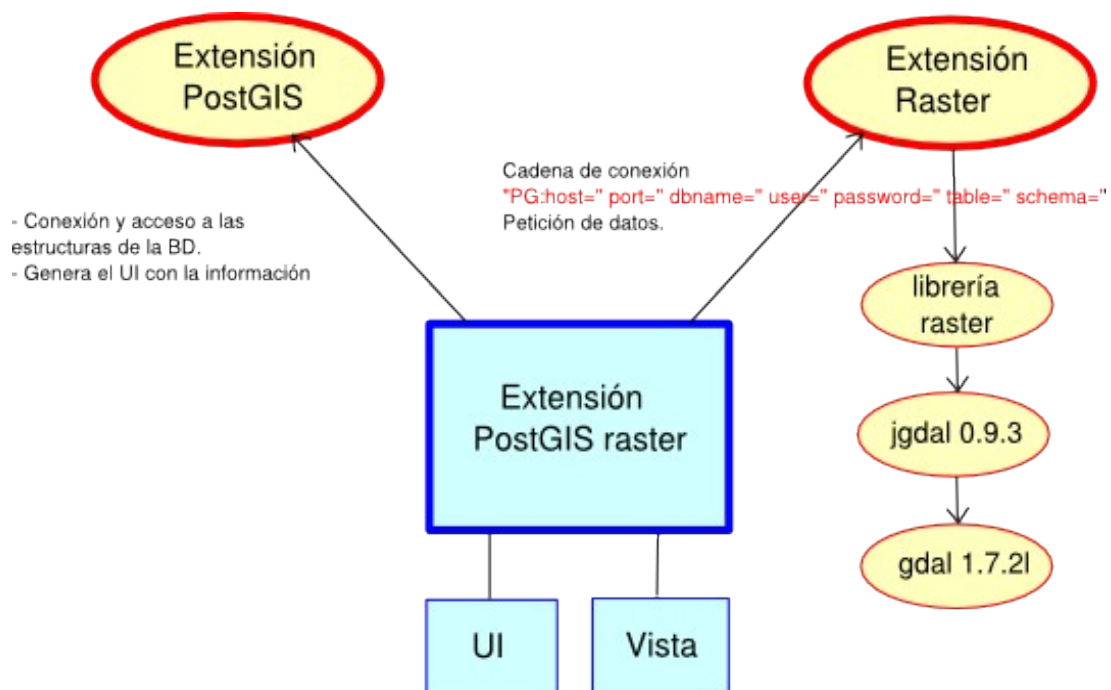 Extensión
PostGIS
Extensión
Raster
Cadena de conexión
"PG:host='' port='' dbname='' user='' password='' table='' schema=''"
Petición de datos.
- Conexión y acceso a las
estructuras de la BD.
- Genera el UI con la información
librería
raster
Extensión
PostGIS raster
jgdal 0.9.3
gdal 1.7.2l
UI
Vista